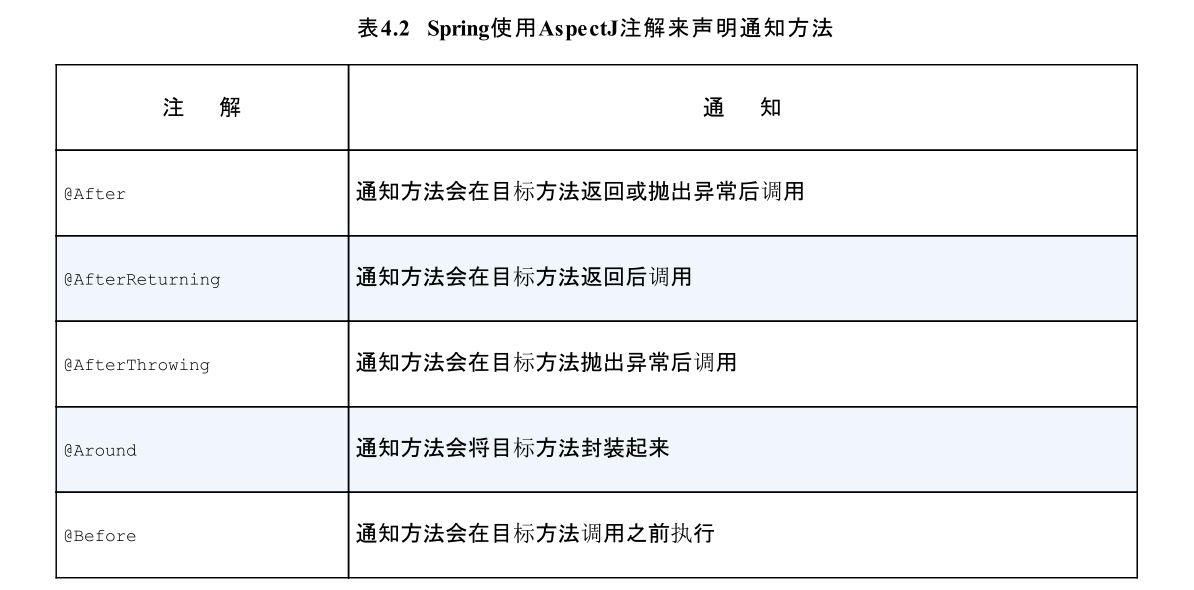 表4.2 Spring使用AspectJ注解来声明通知方法
注 解 通 知
@After 通知方法会在目标方法返回或抛出异常后调用
@AfterReturning 通知方法会在目标方法返回后调用
@AfterThrowing 通知方法会在目标方法抛出异常后调用
@Around 通知方法会将目标方法封装起来
@Before 通知方法会在目标方法调用之前执行